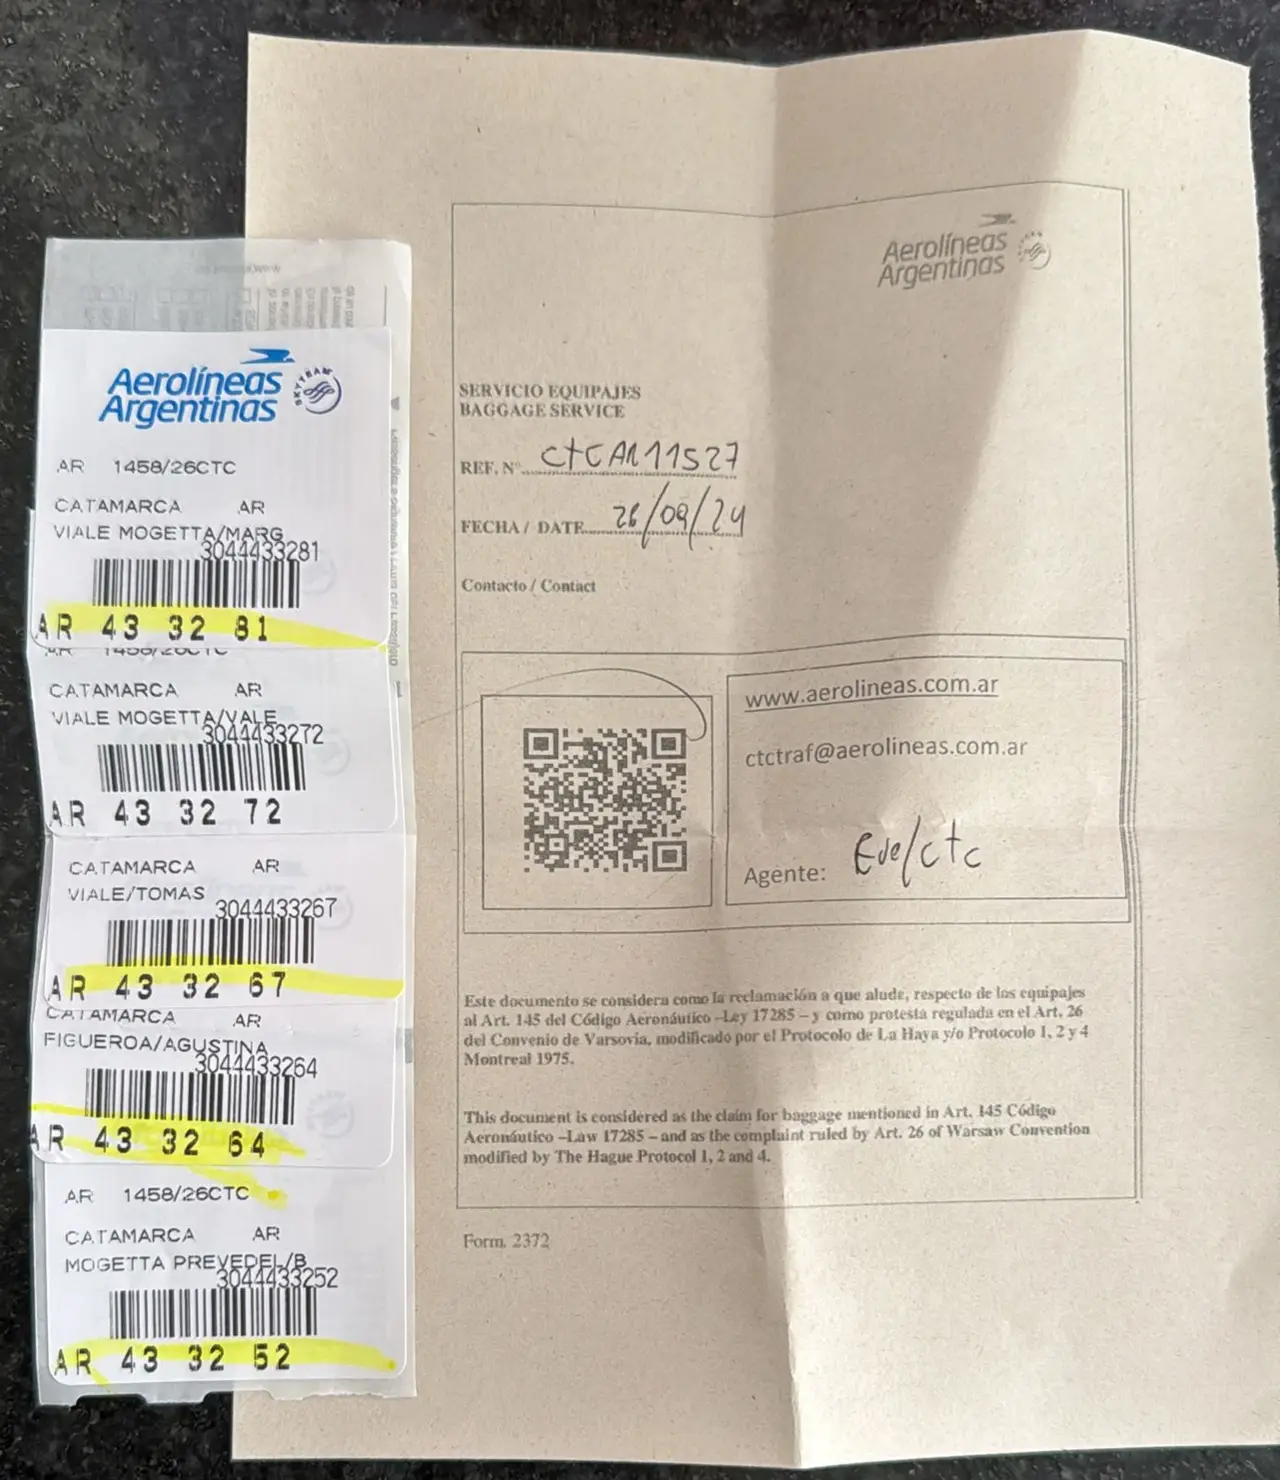 Aerolíneas
Argentinas
SKYTEAM
AR 1458/26CTC
CATAMARCA AR
VIALE MOGETTA/MARG
3044433281
AR 43 32 81
AR 1458/26CTC
CATAMARCA AR
VIALE MOGETTA/VALE
3044433272
AR 43 32 72
CATAMARCA AR
VIALE/TOMAS
3044433267
AR 43 32 67
CATAMARCA AR
FIGUEROA/AGUSTINA
3044433264
AR 43 32 64
AR 1458/26CTC
CATAMARCA AR
MOGETTA PREVEDEL/B
3044433252
AR 43 32 52
Aerolíneas
Argentinas
SERVICIO EQUIPAJES
BAGGAGE SERVICE
REF. N° CTCAR11527
FECHA / DATE 26/09/24
Contacto / Contact
www.aerolineas.com.ar
ctctraf@aerolineas.com.ar
Agente: Eve/ctc
Este documento se considera como la reclamación a que alude, respecto de los equipajes
al Art. 145 del Código Aeronáutico –Ley 17285 – y como protesta regulada en el Art. 26
del Convenio de Varsovia, modificado por el Protocolo de La Haya y/o Protocolo 1, 2 y 4
Montreal 1975.
This document is considered as the claim for baggage mentioned in Art. 145 Código
Aeronáutico –Law 17285 – and as the complaint ruled by Art. 26 of Warsaw Convention
modified by The Hague Protocol 1, 2 and 4.
Form. 2372